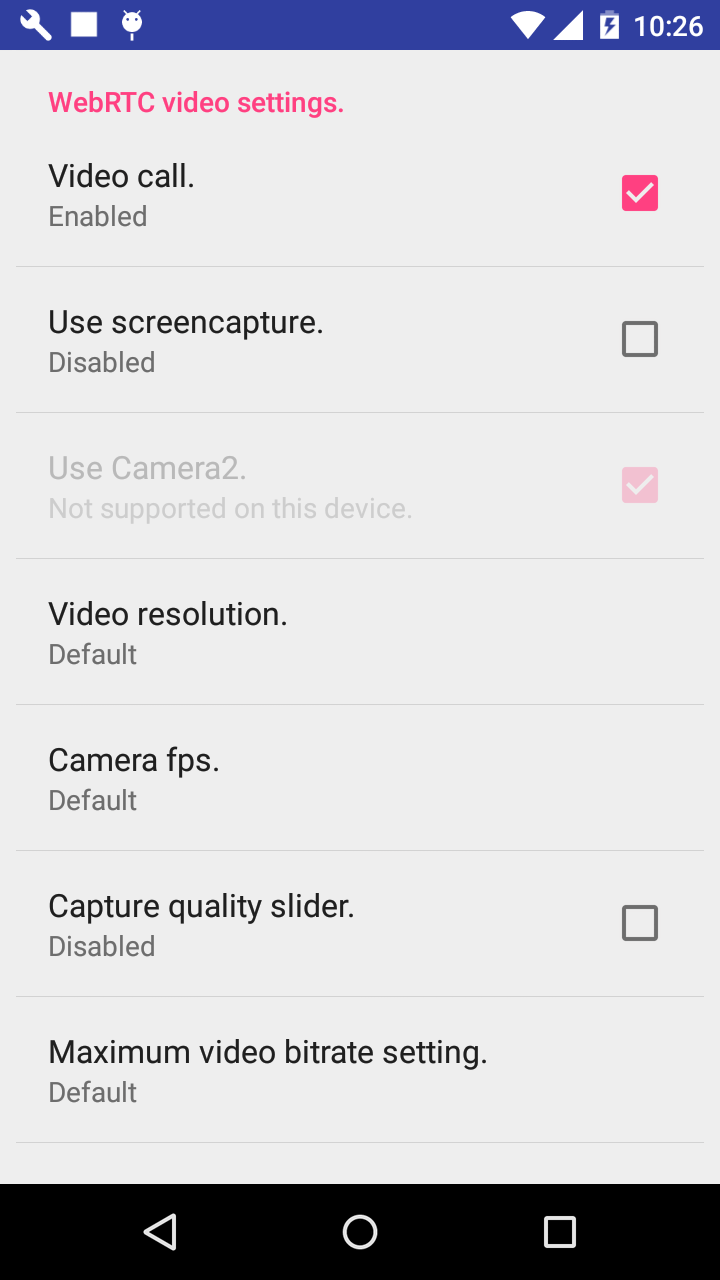 10:26
WebRTC video settings.
Video call.
Enabled
Use screencapture.
Disabled
Use Camera2.
Not supported on this device.
Video resolution.
Default
Camera fps.
Default
Capture quality slider.
Disabled
Maximum video bitrate setting.
Default